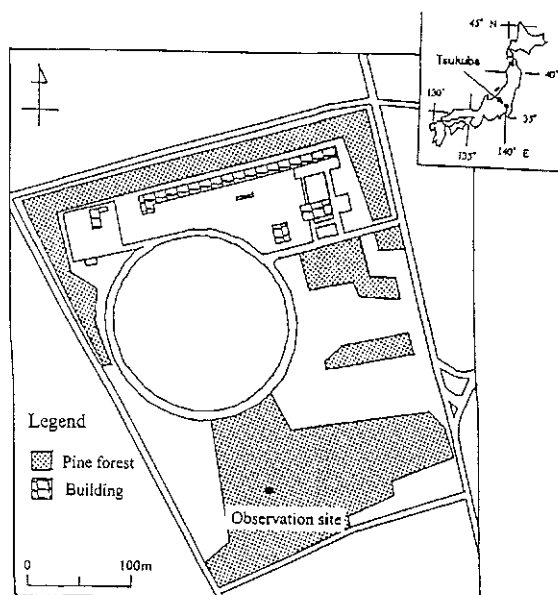 45° N
Tsukuba
40°
130°
35°
135°
140° E
Legend
Pine forest
Building
Observation site
0 100m